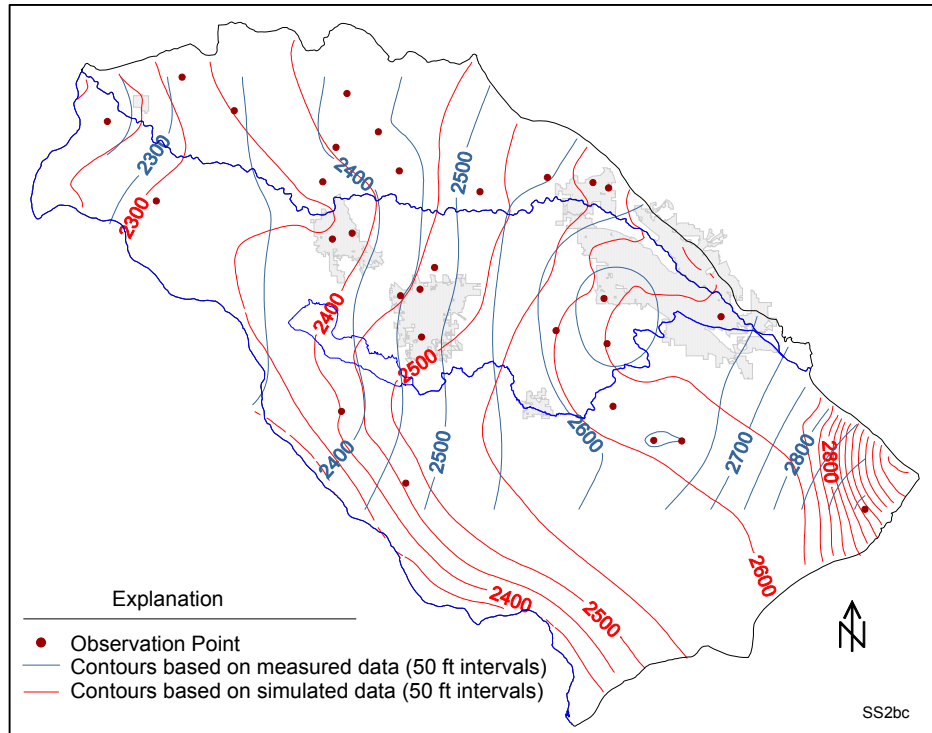 2500
2300
2400
2300
2400
2500
2600
2700
2800
2800
2400
2500
2600
2400
2500
Explanation
Observation Point
Contours based on measured data (50 ft intervals)
Contours based on simulated data (50 ft intervals)
N
SS2bc